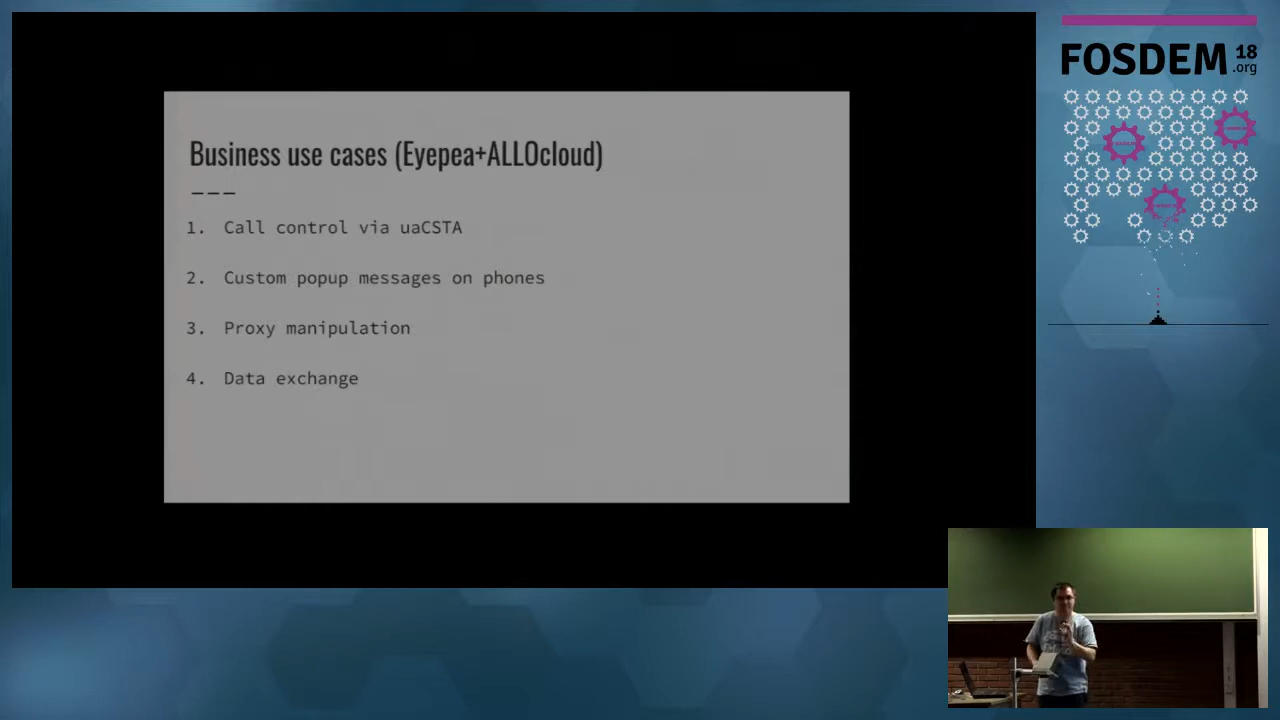 Business use cases (Eyepea+ALLOcloud)
———
1. Call control via uaCSTA
2. Custom popup messages on phones
3. Proxy manipulation
4. Data exchange
FOSDEM 18
.org